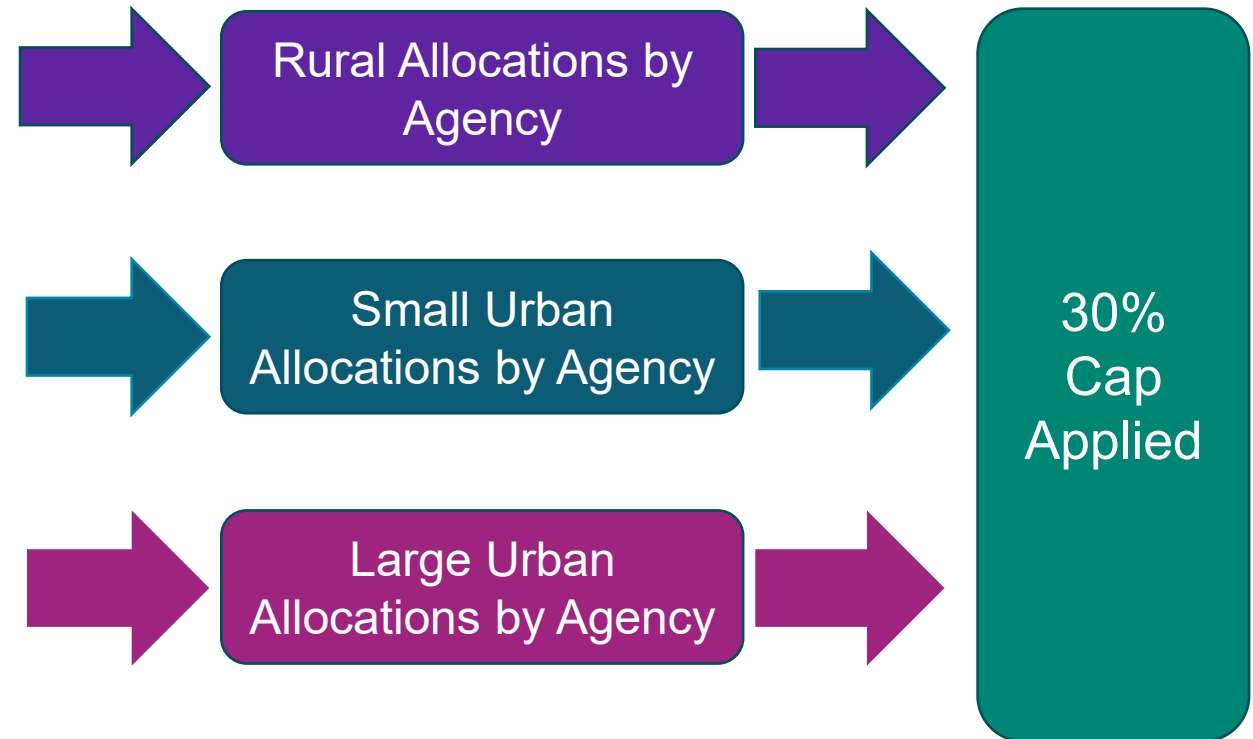 Rural Allocations by
Agency
Small Urban
Allocations by Agency
Large Urban
Allocations by Agency
30%
Cap
Applied